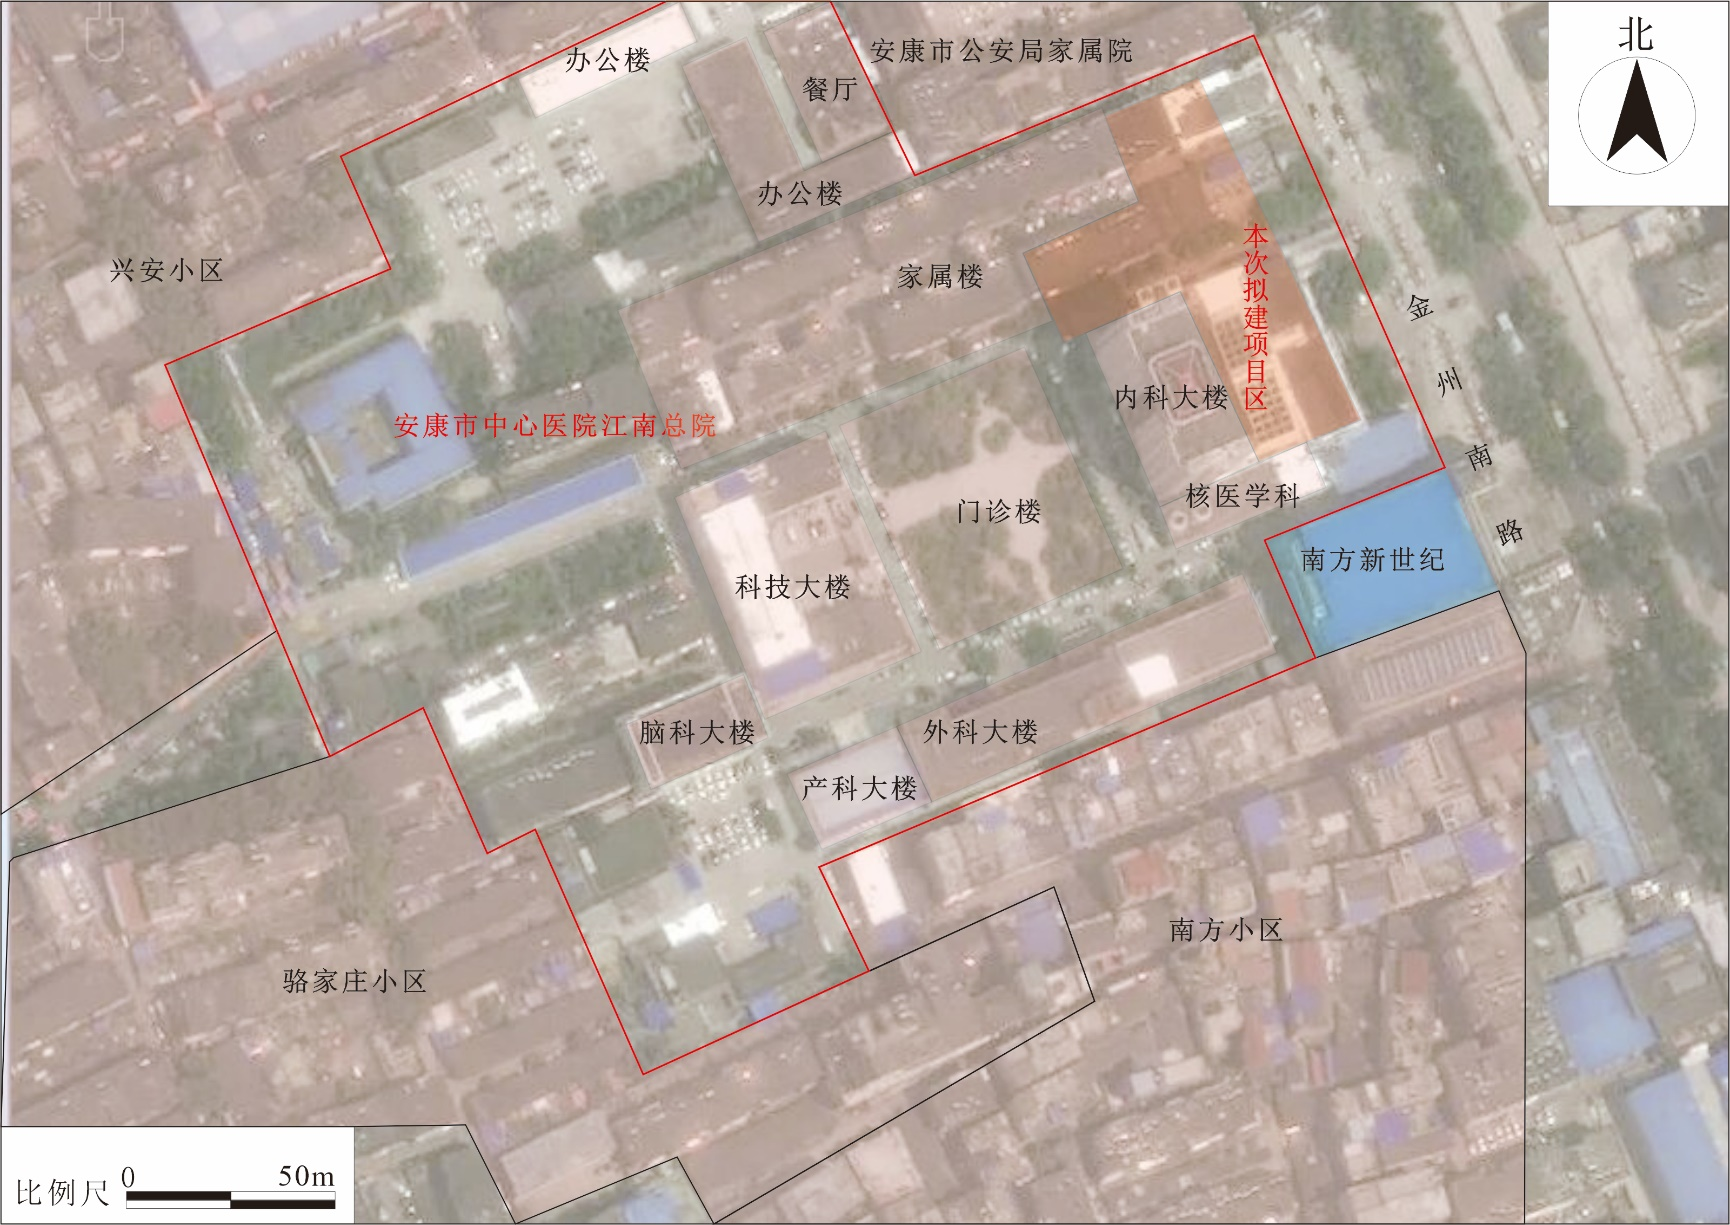 北
办公楼
安康市公安局家属院
餐厅
办公楼
兴安小区
家属楼
本次拟建项目区
金州南路
内科大楼
安康市中心医院江南总院
核医学科
门诊楼
南方新世纪
科技大楼
脑科大楼
外科大楼
产科大楼
南方小区
骆家庄小区
比例尺 0 50m